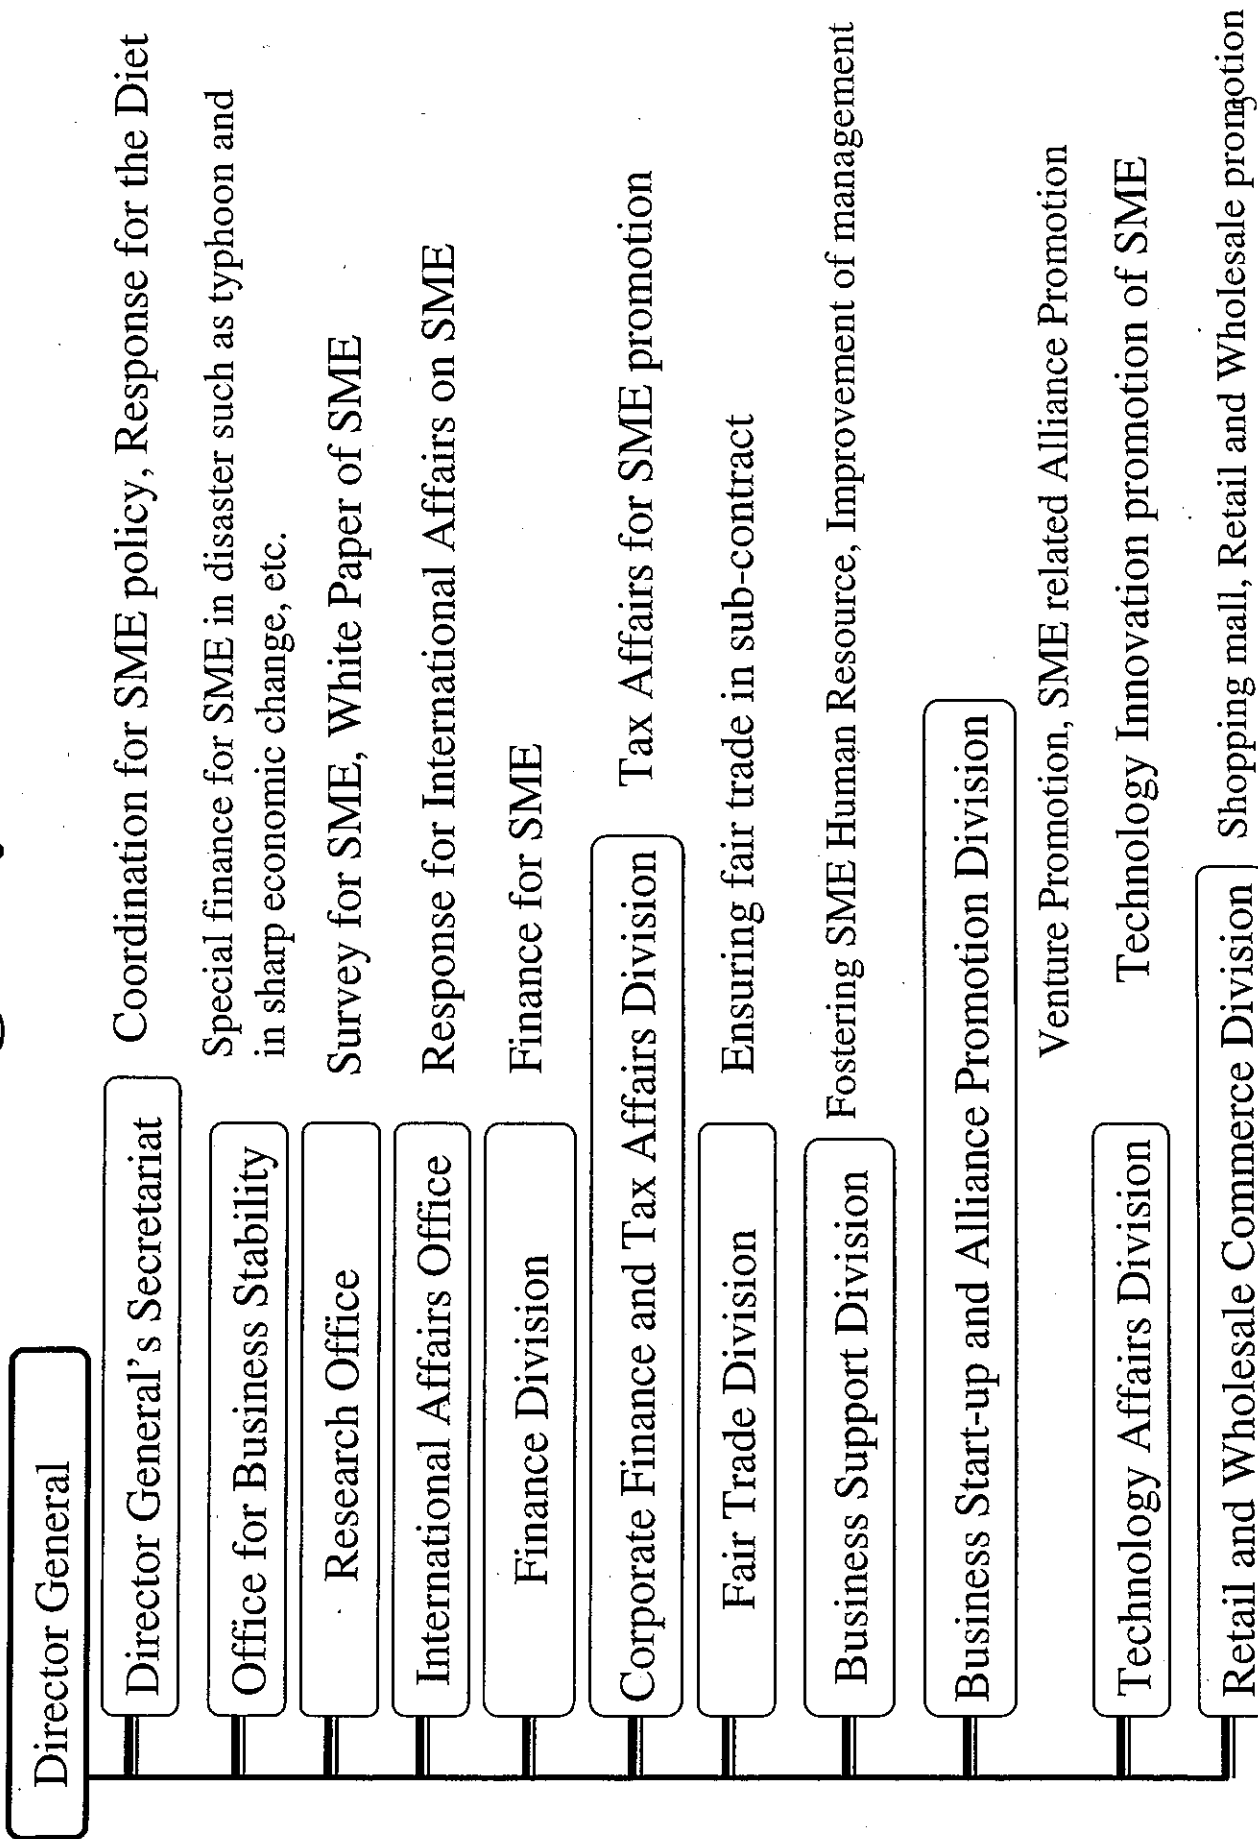 Director General
Director General's Secretariat
Coordination for SME policy, Response for the Diet
Office for Business Stability
Special finance for SME in disaster such as typhoon and
in sharp economic change, etc.
Research Office
Survey for SME, White Paper of SME
International Affairs Office
Response for International Affairs on SME
Finance Division
Finance for SME
Corporate Finance and Tax Affairs Division
Tax Affairs for SME promotion
Fair Trade Division
Ensuring fair trade in sub-contract
Business Support Division
Fostering SME Human Resource, Improvement of management
Business Start-up and Alliance Promotion Division
Venture Promotion, SME related Alliance Promotion
Technology Affairs Division
Technology Innovation promotion of SME
Retail and Wholesale Commerce Division
Shopping mall, Retail and Wholesale promotion